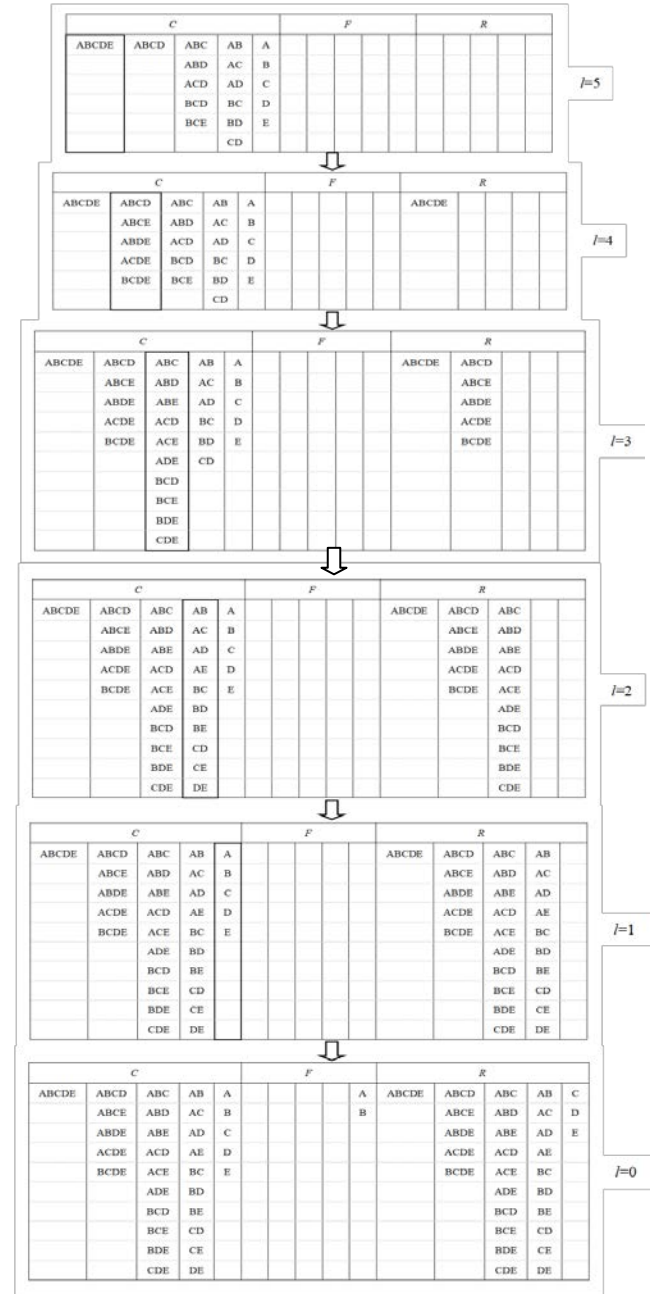 C F R
ABCDE ABCD ABC AB A
ABD AC B
ACD AD C
BCD BC D
BCE BD E
CD
l=5
C F R
ABCDE ABCD ABC AB A ABCDE
ABCE ABD AC B
ABDE ACD AD C
ACDE BCD BC D
BCDE BCE BD E
CD
l=4
C F R
ABCDE ABCD ABC AB A ABCDE ABCD
ABCE ABD AC B ABCE
ABDE ABE AD C ABDE
ACDE ACD BC D ACDE
BCDE ACE BD E BCDE
ADE CD
BCD
BCE
BDE
CDE
l=3
C F R
ABCDE ABCD ABC AB A ABCDE ABCD ABC
ABCE ABD AC B ABCE ABD
ABDE ABE AD C ABDE ABE
ACDE ACD AE D ACDE ACD
BCDE ACE BC E BCDE ACE
ADE BD ADE
BCD BE BCD
BCE CD BCE
BDE CE BDE
CDE DE CDE
l=2
C F R
ABCDE ABCD ABC AB A ABCDE ABCD ABC AB
ABCE ABD AC B ABCE ABD AC
ABDE ABE AD C ABDE ABE AD
ACDE ACD AE D ACDE ACD AE
BCDE ACE BC E BCDE ACE BC
ADE BD ADE BD
BCD BE BCD BE
BCE CD BCE CD
BDE CE BDE CE
CDE DE CDE DE
l=1
C F R
ABCDE ABCD ABC AB A A ABCDE ABCD ABC AB C
ABCE ABD AC B B ABCE ABD AC D
ABDE ABE AD C ABDE ABE AD E
ACDE ACD AE D ACDE ACD AE
BCDE ACE BC E BCDE ACE BC
ADE BD ADE BD
BCD BE BCD BE
BCE CD BCE CD
BDE CE BDE CE
CDE DE CDE DE
l=0